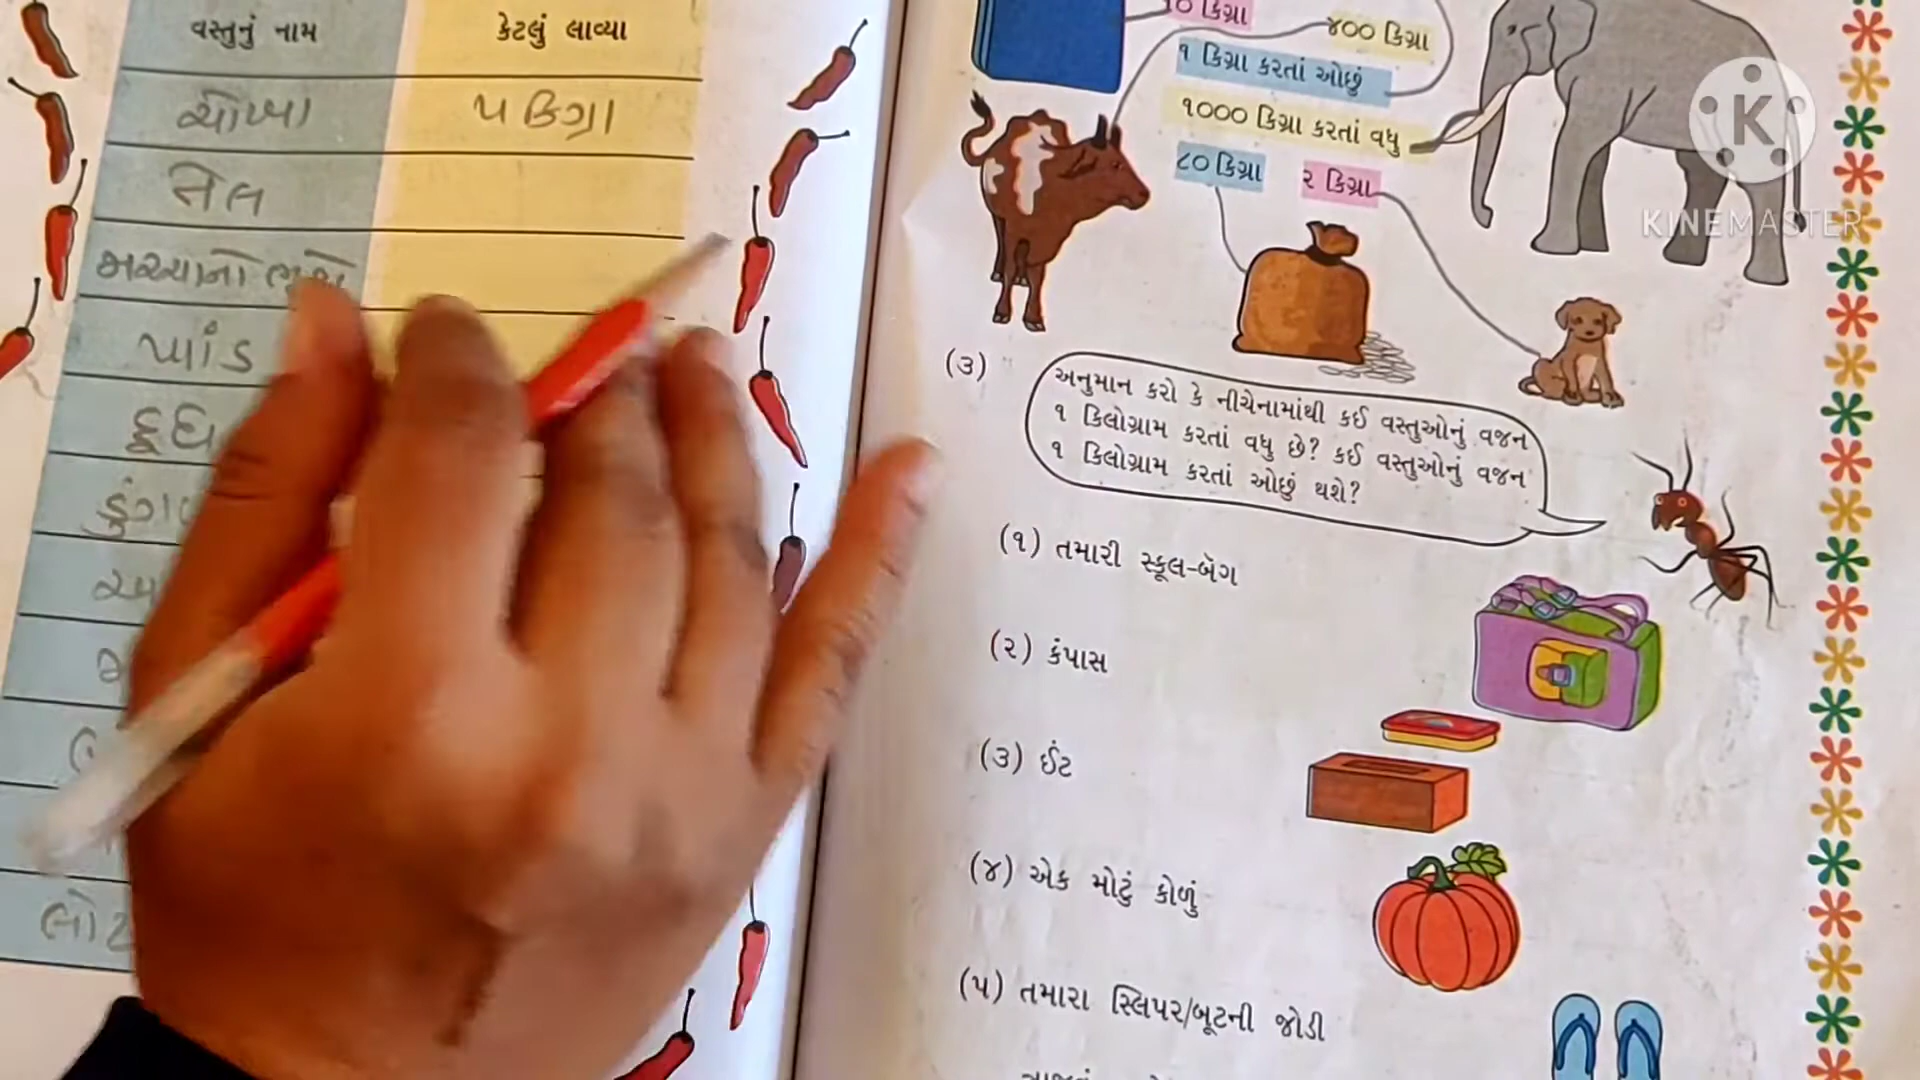 વસ્તુનું નામ
કેટલું લાવ્યા
ચોખા
૫ કિગ્રા
તેલ
મરચાનો
ખાંડ
દૂધ
લોટ
૧૦ કિગ્રા
૪૦૦ કિગ્રા
૧ કિગ્રા કરતાં ઓછું
૧૦૦૦ કિગ્રા કરતાં વધુ
૮૦ કિગ્રા
૨ કિગ્રા
K
KINEMASTER
(૩)
અનુમાન કરો કે નીચેનામાંથી કઈ વસ્તુઓનું વજન
૧ કિલોગ્રામ કરતાં વધુ છે? કઈ વસ્તુઓનું વજન
૧ કિલોગ્રામ કરતાં ઓછું થશે?
(૧) તમારી સ્કૂલ-બૅગ
(૨) કંપાસ
(૩) ઈંટ
(૪) એક મોટું કોળું
(૫) તમારા સ્લિપર/બૂટની જોડી